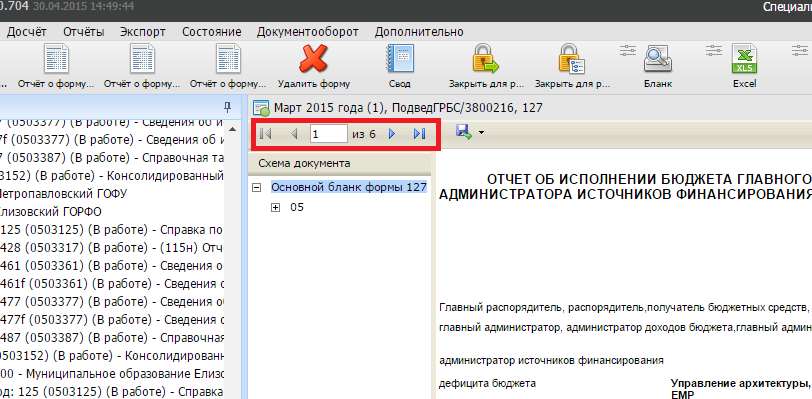 0.704 30.04.2015 14:49:44 Специали
Досчёт Отчёты Экспорт Состояние Документооборот Дополнительно
... Отчёт о форму... Отчёт о форму... Отчёт о форму... Удалить форму Свод Закрыть для р... Закрыть для р... Бланк XLS Excel
Март 2015 года (1), ПодведГРБС/3800216, 127
1 из 6
Схема документа
Основной бланк формы 127
05
f (0503377) (В работе) - Сведения об и
7f (0503377) (В работе) - Сведения об и
7 (0503387) (В работе) - Справочная та
3152) (В работе) - Консолидированный
Петропавловский ГОФУ
Елизовский ГОРФО
125 (0503125) (В работе) - Справка по
428 (0503317) (В работе) - (115н) Отч
461 (0503361) (В работе) - Сведения о
461f (0503361) (В работе) - Сведения о
477 (0503377) (В работе) - Сведения об
477f (0503377) (В работе) - Сведения о
487 (0503387) (В работе) - Справочная
0503152) (В работе) - Консолидированн
00 - Муниципальное образование Елизо
од: 125 (0503125) (В работе) - Справка
ОТЧЕТ ОБ ИСПОЛНЕНИИ БЮДЖЕТА ГЛАВНОГО
АДМИНИСТРАТОРА ИСТОЧНИКОВ ФИНАНСИРОВАНИЯ
Главный распорядитель, распорядитель,получатель бюджетных средств,
главный администратор, администратор доходов бюджета,главный админ
администратор источников финансирования
дефицита бюджета Управление архитектуры,
ЕМР